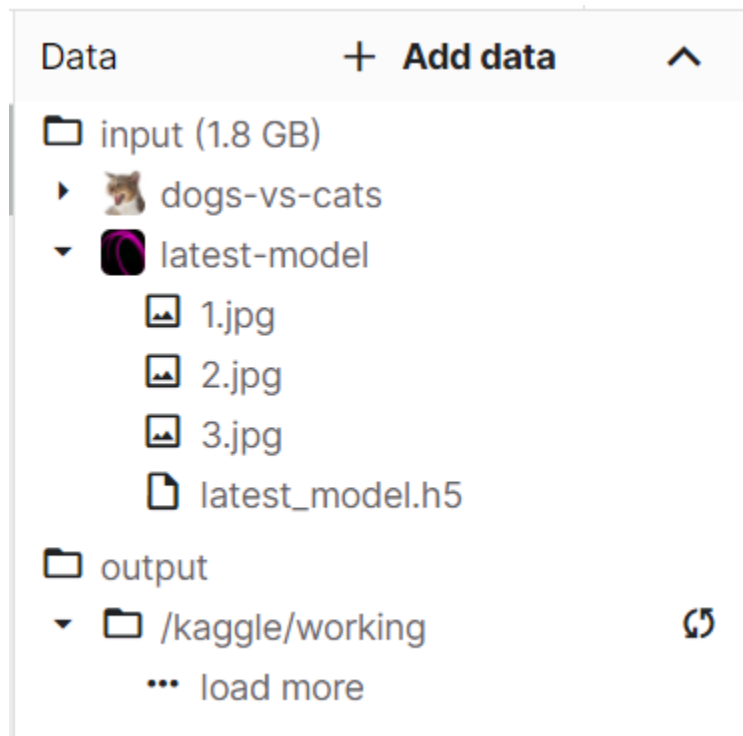 Data + Add data
input (1.8 GB)
dogs-vs-cats
latest-model
1.jpg
2.jpg
3.jpg
latest_model.h5
output
/kaggle/working
load more